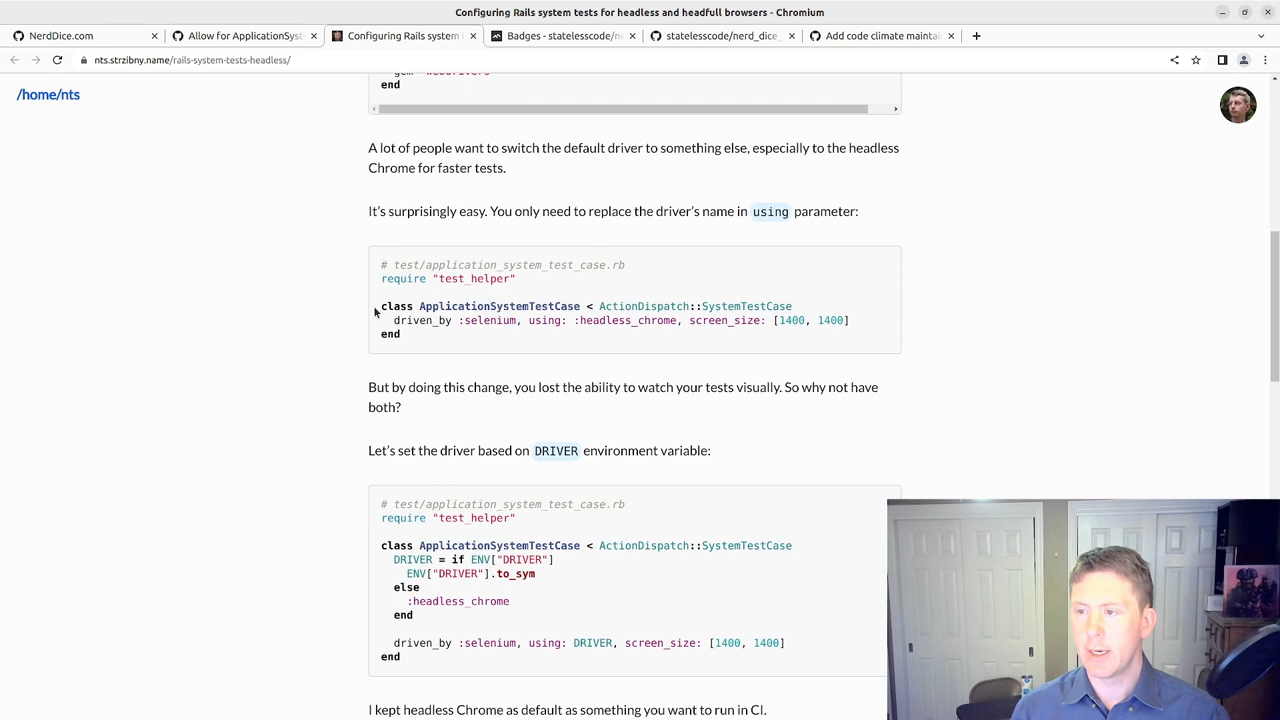 Configuring Rails system tests for headless and headfull browsers - Chromium
NerdDice.com
Allow for ApplicationSyst
Configuring Rails system
Badges - statelesscode/ne
statelesscode/nerd_dice_
Add code climate maintai
nts.strzibny.name/rails-system-tests-headless/
/home/nts
end
A lot of people want to switch the default driver to something else, especially to the headless
Chrome for faster tests.
It's surprisingly easy. You only need to replace the driver's name in using parameter:
# test/application_system_test_case.rb
require "test_helper"
class ApplicationSystemTestCase < ActionDispatch::SystemTestCase
driven_by :selenium, using: :headless_chrome, screen_size: [1400, 1400]
end
But by doing this change, you lost the ability to watch your tests visually. So why not have
both?
Let's set the driver based on DRIVER environment variable:
# test/application_system_test_case.rb
require "test_helper"
class ApplicationSystemTestCase < ActionDispatch::SystemTestCase
DRIVER = if ENV["DRIVER"]
ENV["DRIVER"].to_sym
else
:headless_chrome
end
driven_by :selenium, using: DRIVER, screen_size: [1400, 1400]
end
I kept headless Chrome as default as something you want to run in CI.